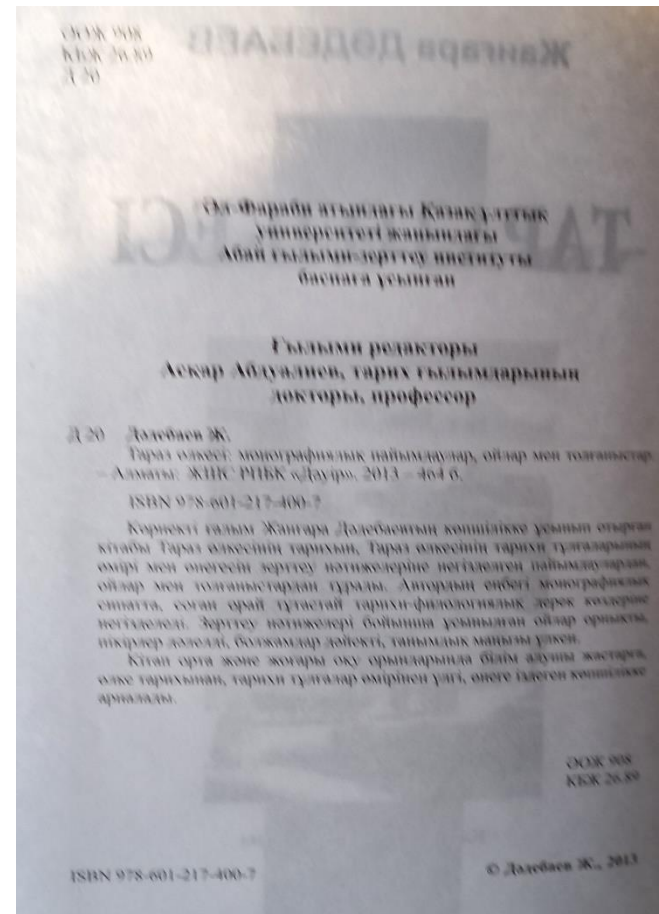 ӘОЖ 908
КБЖ 26.89
Д 20
Әл-Фараби атындағы Қазақ ұлттық
университеті жанындағы
Абай ғылыми-зерттеу институты
баспаға ұсынған
Ғылыми редакторы
Асқар Абдуалиев, тарих ғылымдарының
докторы, профессор
Д 20 Дәдебаев Ж.
Тараз өлкесі: монографиялық пайымдаулар, ойлар мен толғаныстар.
– Алматы: ЖШС РПБК «Дәуір», 2013 – 464 б.
ISBN 978-601-217-400-7
Көрнекті ғалым Жанғара Дәдебаевтың көпшілікке ұсынып отырған
кітабы Тараз өлкесінің тарихын, Тараз өлкесінің тарихи тұлғаларының
өмірі мен өнегесін зерттеу нәтижелеріне негізделген пайымдаулардан,
ойлар мен толғаныстардан тұрады. Автордың еңбегі монографиялық
сипатта, соған орай тұтастай тарихи-филологиялық дерек көздеріне
негізделеді. Зерттеу нәтижелері бойынша ұсынылған ойлар орнықты,
пікірлер дәлелді, болжамдар дәйекті, танымдық маңызы үлкен.
Кітап орта және жоғары оқу орындарында білім алушы жастарға,
өлке тарихынан, тарихи тұлғалар өмірінен үлгі, өнеге іздеген көпшілікке
арналады.
ӘОЖ 908
КБЖ 26.89
ISBN 978-601-217-400-7
© Дәдебаев Ж., 2013